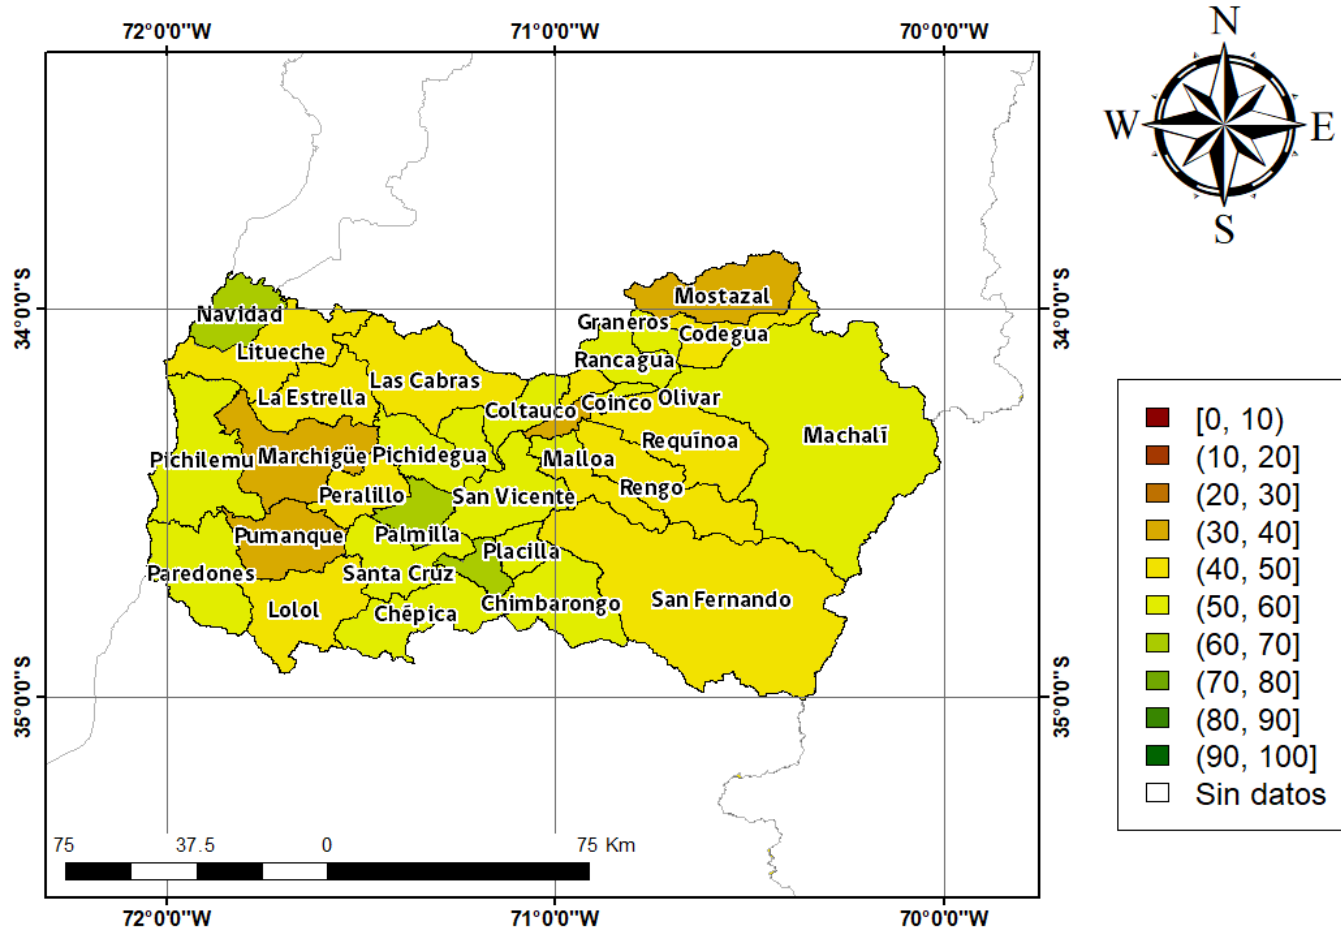 72°0'0"W
71°0'0"W
70°0'0"W
N
W
E
S
34°0'0"S
34°0'0"S
Navidad
Mostazal
Graneros
Codegua
Litueche
Rancagua
Las Cabras
La Estrella
Coltauco
Coinco
Olivar
Machalí
Requínoa
Pichilemu
Marchigüe
Pichidegua
Malloa
Peralillo
San Vicente
Rengo
Pumanque
Palmilla
Placilla
Paredones
Santa Cruz
Lolol
Chépica
Chimbarongo
San Fernando
35°0'0"S
35°0'0"S
75
37.5
0
75 Km
72°0'0"W
71°0'0"W
70°0'0"W
[0, 10)
(10, 20]
(20, 30]
(30, 40]
(40, 50]
(50, 60]
(60, 70]
(70, 80]
(80, 90]
(90, 100]
Sin datos